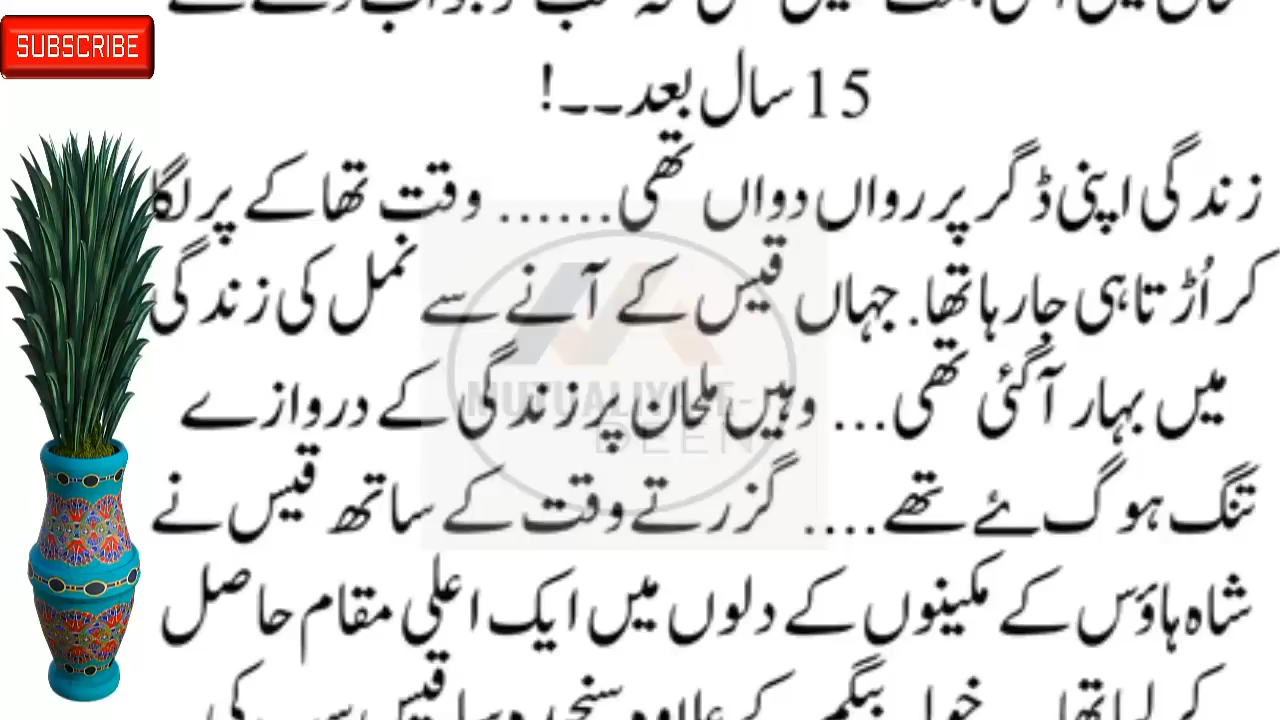 SUBSCRIBE
15 سال بعد۔۔۔!
زندگی اپنی ڈگر پر رواں دواں تھی...... وقت تھا کے پر لگا
کر اُڑتا ہی جا رہا تھا. جہاں قیس کے آنے سے نمل کی زندگی
میں بہار آگئی تھی... وہیں ملحان پر زندگی کے دروازے
تنگ ہو گئے تھے.... گزرتے وقت کے ساتھ قیس نے
شاہ ہاؤس کے مکینوں کے دلوں میں ایک اعلی مقام حاصل
MUTUALIYAT-E-
DEEN